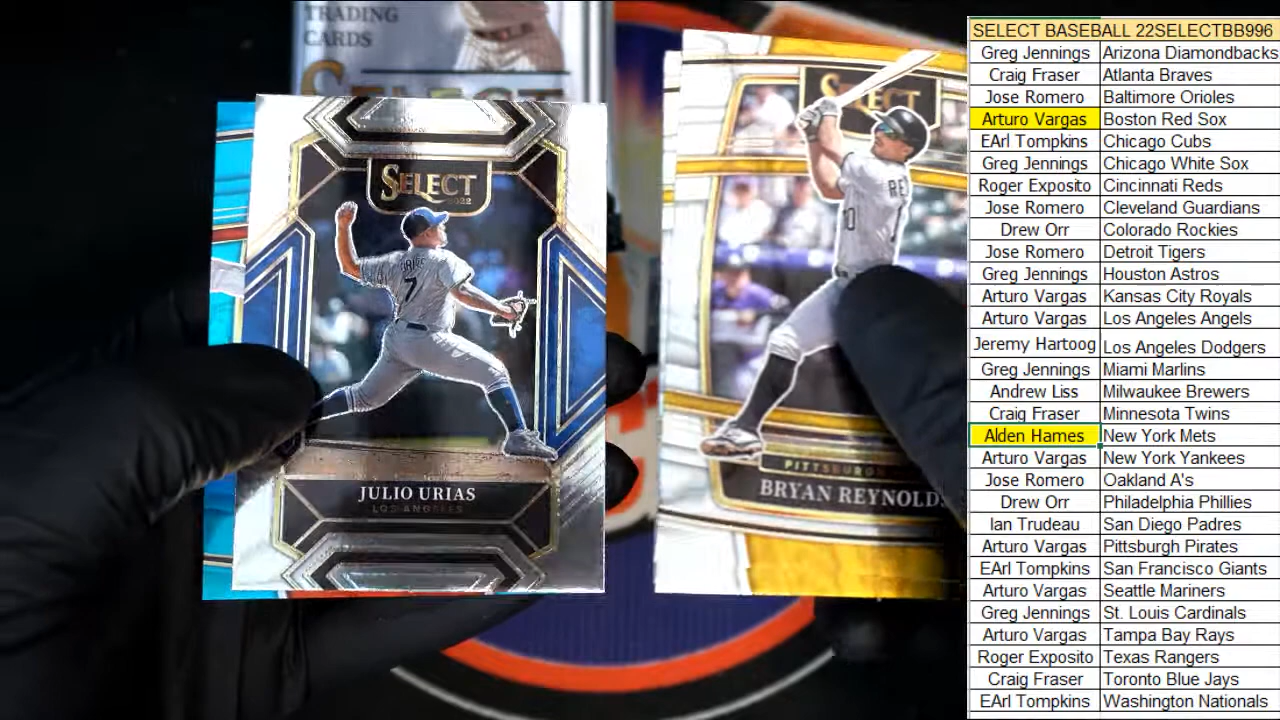 TRADING
CARDS
SELECT
SELECT
2022
7
JULIO URIAS
LOS ANGELES
SELECT
RE
10
PITTSBURG
BRYAN REYNOLDS
SELECT BASEBALL 22SELECTBB996
Greg Jennings Arizona Diamondbacks
Craig Fraser Atlanta Braves
Jose Romero Baltimore Orioles
Arturo Vargas Boston Red Sox
EArl Tompkins Chicago Cubs
Greg Jennings Chicago White Sox
Roger Exposito Cincinnati Reds
Jose Romero Cleveland Guardians
Drew Orr Colorado Rockies
Jose Romero Detroit Tigers
Greg Jennings Houston Astros
Arturo Vargas Kansas City Royals
Arturo Vargas Los Angeles Angels
Jeremy Hartoog Los Angeles Dodgers
Greg Jennings Miami Marlins
Andrew Liss Milwaukee Brewers
Craig Fraser Minnesota Twins
Alden Hames New York Mets
Arturo Vargas New York Yankees
Jose Romero Oakland A's
Drew Orr Philadelphia Phillies
Ian Trudeau San Diego Padres
Arturo Vargas Pittsburgh Pirates
EArl Tompkins San Francisco Giants
Arturo Vargas Seattle Mariners
Greg Jennings St. Louis Cardinals
Arturo Vargas Tampa Bay Rays
Roger Exposito Texas Rangers
Craig Fraser Toronto Blue Jays
EArl Tompkins Washington Nationals